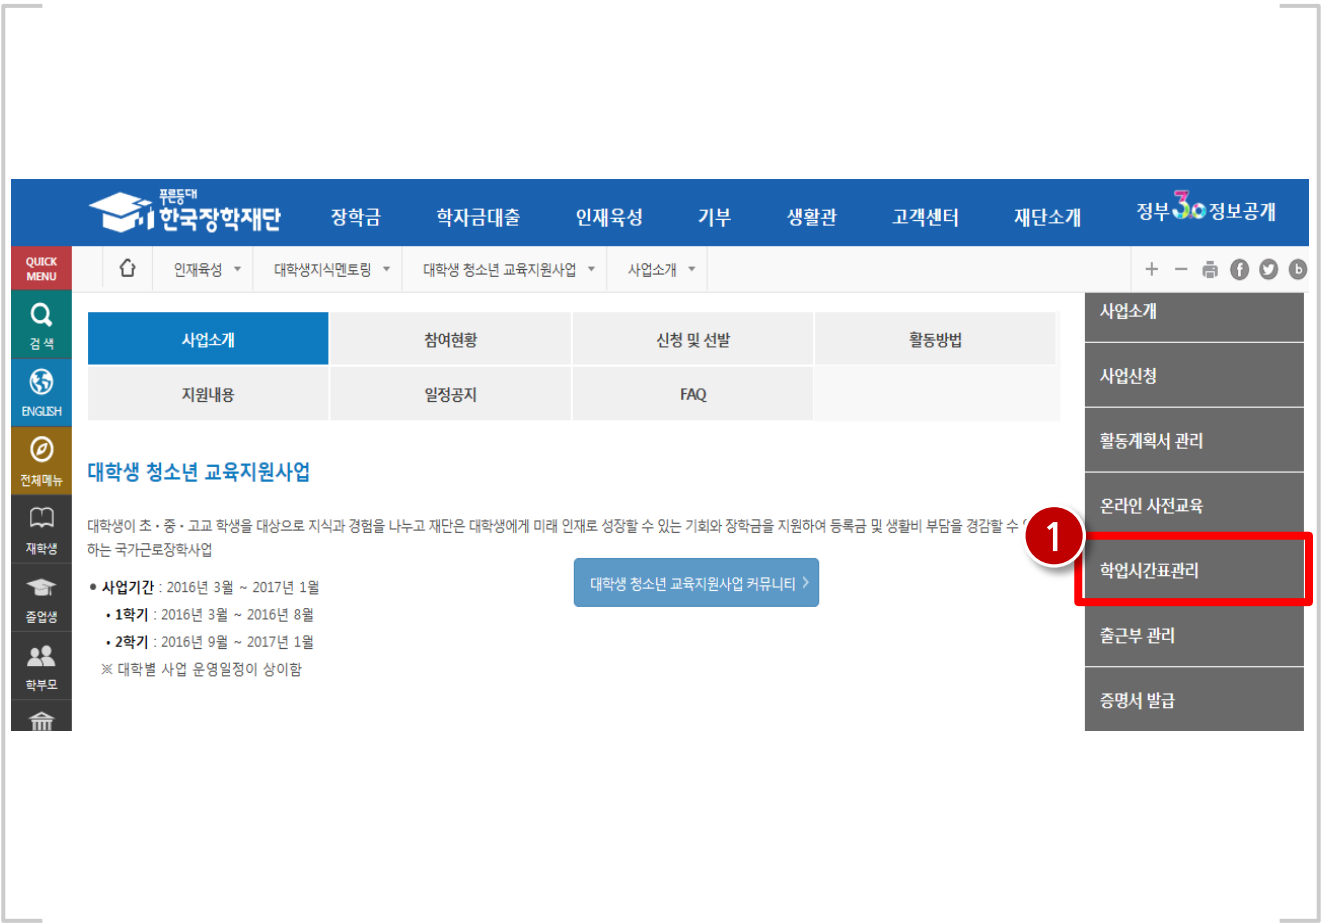 푸른등대
한국장학재단
장학금
학자금대출
인재육성
기부
생활관
고객센터
재단소개
정부3.0정보공개
QUICK
MENU
인재육성
대학생지식멘토링
대학생 청소년 교육지원사업
사업소개
검색
ENGLISH
전체메뉴
재학생
졸업생
학부모
사업소개
참여현황
신청 및 선발
활동방법
지원내용
일정공지
FAQ
대학생 청소년 교육지원사업
대학생이 초·중·고교 학생을 대상으로 지식과 경험을 나누고 재단은 대학생에게 미래 인재로 성장할 수 있는 기회와 장학금을 지원하여 등록금 및 생활비 부담을 경감할 수
하는 국가근로장학사업
• 사업기간 : 2016년 3월 ~ 2017년 1월
• 1학기 : 2016년 3월 ~ 2016년 8월
• 2학기 : 2016년 9월 ~ 2017년 1월
※ 대학별 사업 운영일정이 상이함
대학생 청소년 교육지원사업 커뮤니티 >
사업소개
사업신청
활동계획서 관리
온라인 사전교육
1
학업시간표관리
출근부 관리
증명서 발급